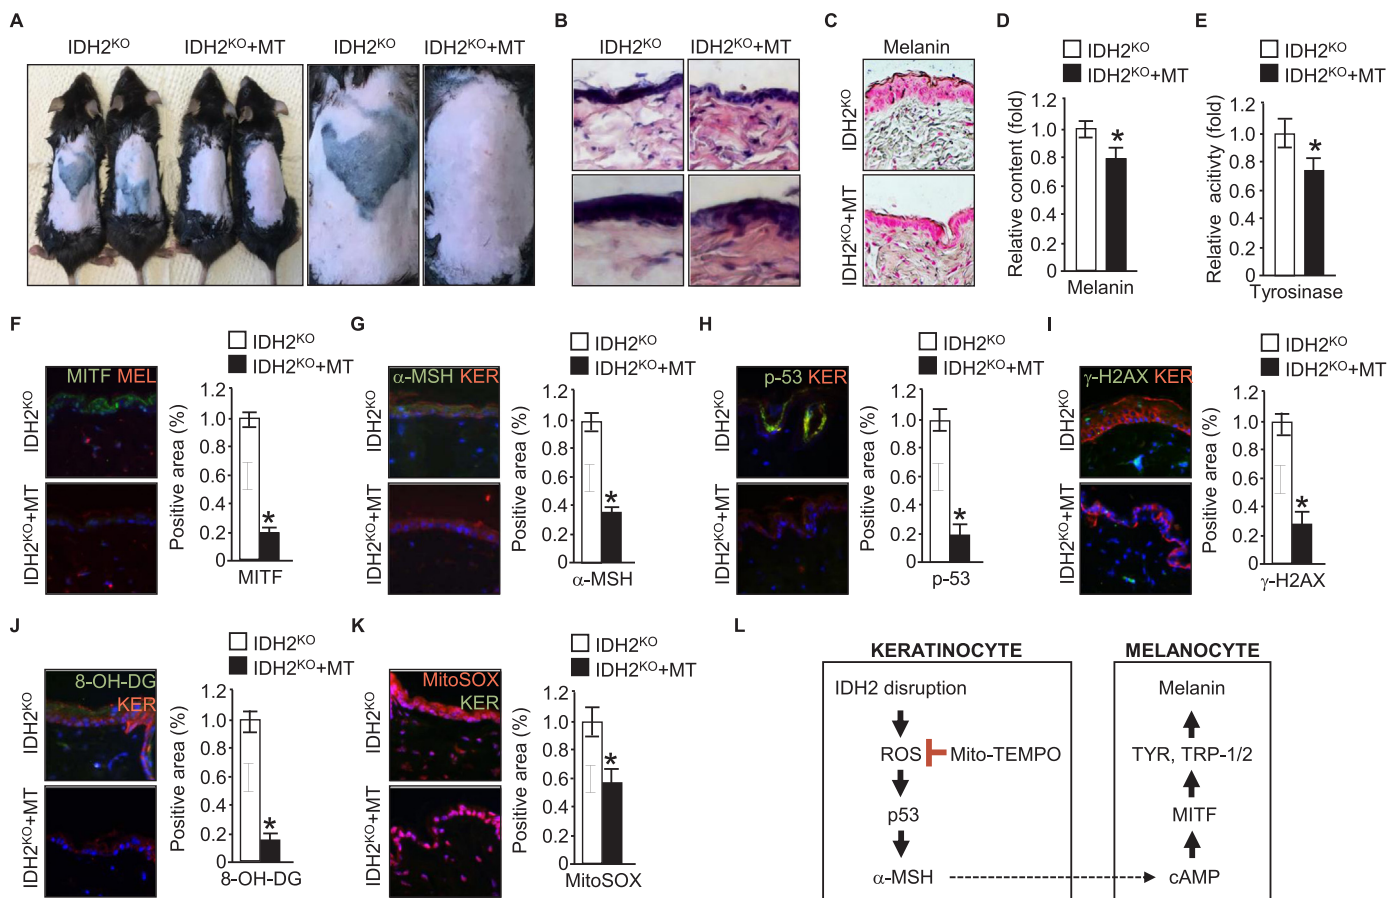 A
IDH2KO
IDH2KO+MT
IDH2KO
IDH2KO+MT
B
IDH2KO
IDH2KO+MT
C
Melanin
IDH2KO
IDH2KO+MT
D
IDH2KO
IDH2KO+MT
Relative content (fold)
1.2
1.0
0.8
0.6
0.4
0.2
0
*
Melanin
E
IDH2KO
IDH2KO+MT
Relative acitivty (fold)
1.2
1.0
0.8
0.6
0.4
0.2
0
*
Tyrosinase
F
IDH2KO
IDH2KO+MT
MITF MEL
IDH2KO
IDH2KO+MT
Positive area (%)
1.2
1.0
0.8
0.6
0.4
0.2
0
*
MITF
G
IDH2KO
IDH2KO+MT
α-MSH KER
IDH2KO
IDH2KO+MT
Positive area (%)
1.2
1.0
0.8
0.6
0.4
0.2
0
*
α-MSH
H
IDH2KO
IDH2KO+MT
p-53 KER
IDH2KO
IDH2KO+MT
Positive area (%)
1.2
1.0
0.8
0.6
0.4
0.2
0
*
p-53
I
IDH2KO
IDH2KO+MT
γ-H2AX KER
IDH2KO
IDH2KO+MT
Positive area (%)
1.2
1.0
0.8
0.6
0.4
0.2
0
*
γ-H2AX
J
IDH2KO
IDH2KO+MT
8-OH-DG
KER
IDH2KO
IDH2KO+MT
Positive area (%)
1.2
1.0
0.8
0.6
0.4
0.2
0
*
8-OH-DG
K
IDH2KO
IDH2KO+MT
MitoSOX
KER
IDH2KO
IDH2KO+MT
Positive area (%)
1.2
1.0
0.8
0.6
0.4
0.2
0
*
MitoSOX
L
KERATINOCYTE
IDH2 disruption
ROS
Mito-TEMPO
p53
α-MSH
MELANOCYTE
Melanin
TYR, TRP-1/2
MITF
cAMP